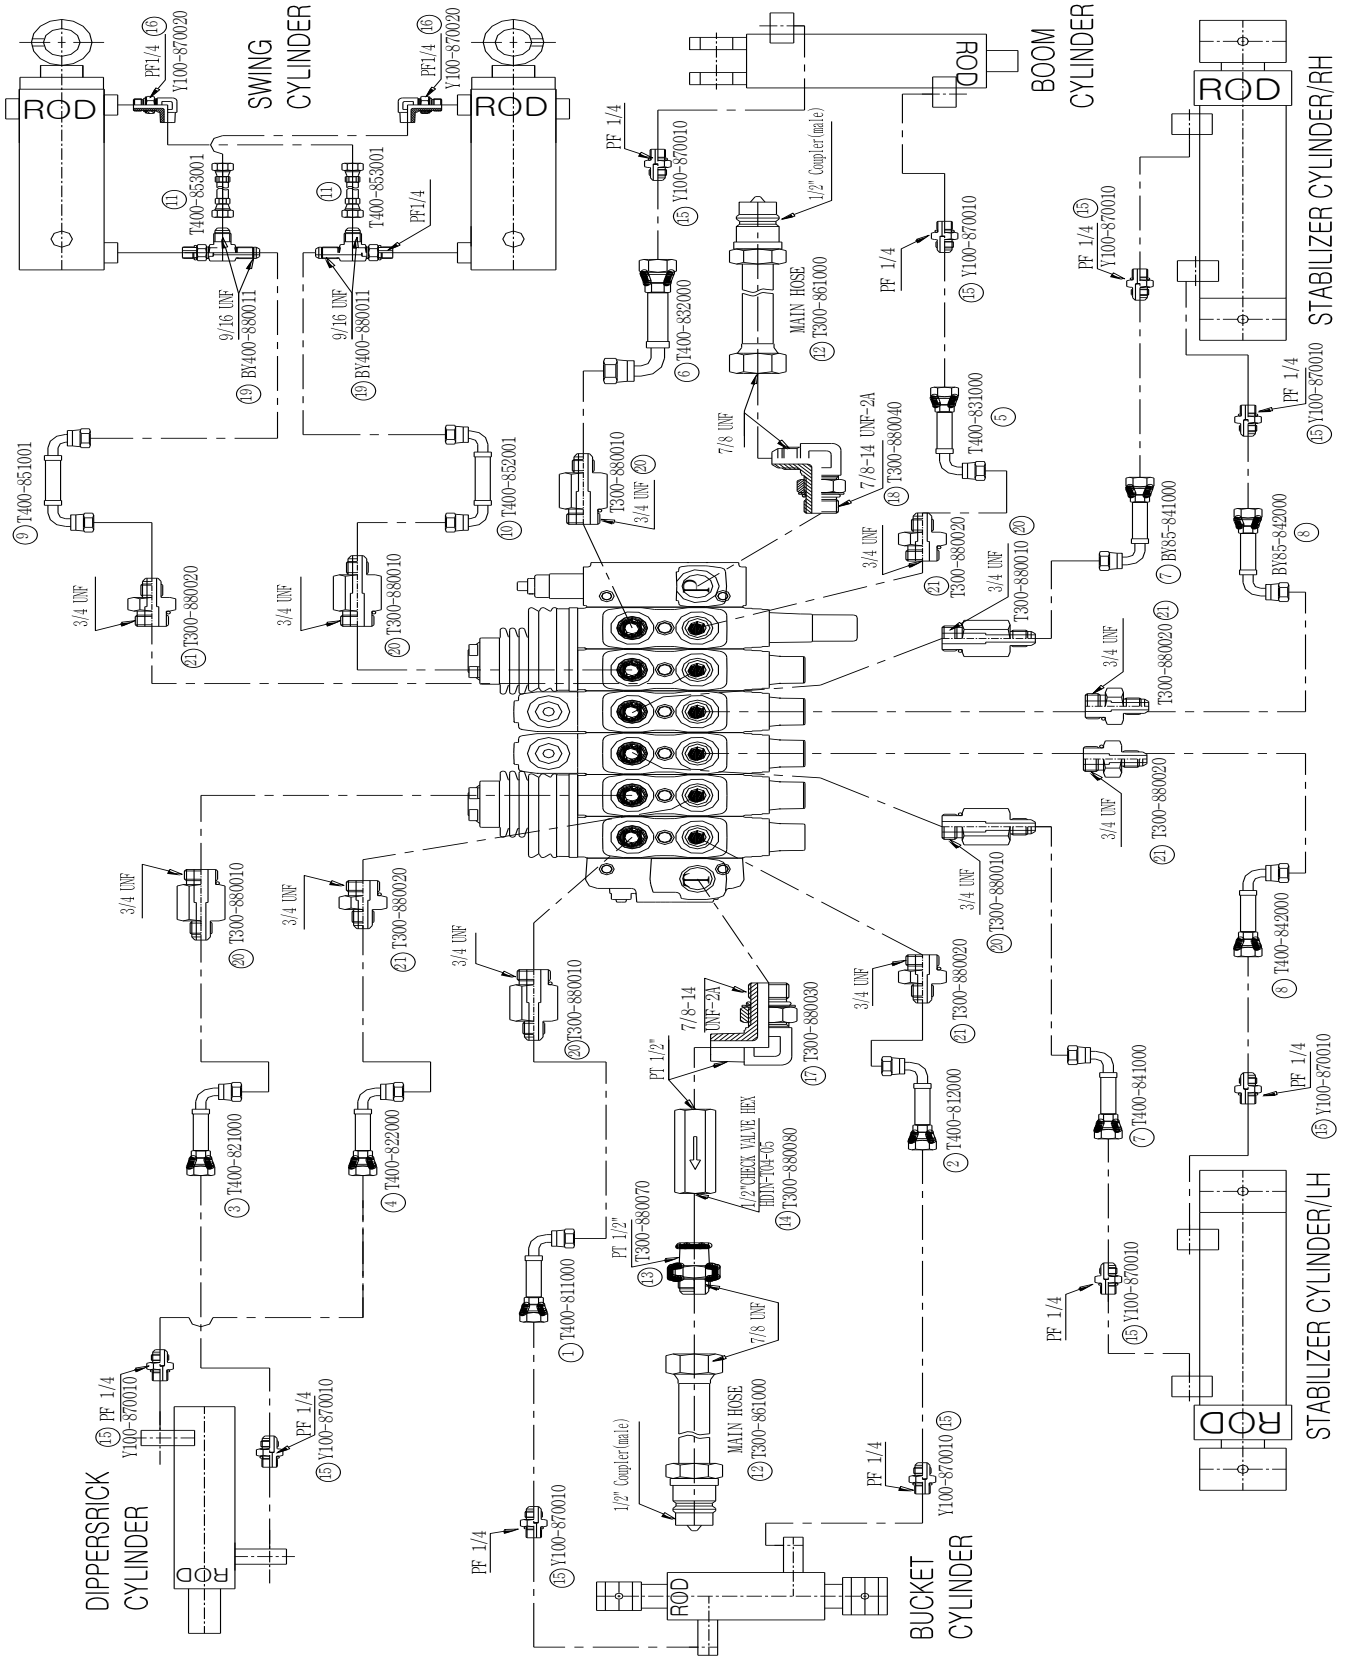 SWING
CYLINDER
ROD
PF1/4 16
Y100-870020
PF1/4 16
Y100-870020
ROD
11
T400-853001
11
T400-853001
PF1/4
9/16 UNF
19 BY400-880011
9/16 UNF
19 BY400-880011
9 T400-851001
10 T400-852001
3/4 UNF
21 T300-880020
3/4 UNF
20 T300-880010
BOOM
CYLINDER
ROD
PF 1/4
15 Y100-870010
6 T400-832000
T300-880010
3/4 UNF 20
1/2" Coupler(male)
MAIN HOSE
12 T300-861000
7/8 UNF
7/8-14 UNF-2A
18 T300-880040
PF 1/4
15 Y100-870010
T400-831000
5
3/4 UNF
21 T300-880020
STABILIZER CYLINDER/RH
ROD
PF 1/4 15
Y100-870010
PF 1/4
15 Y100-870010
7 BY85-841000
BY85-842000
8
3/4 UNF
T300-880010 20
3/4 UNF
T300-880020 21
P
T
3/4 UNF
20 T300-880010
3/4 UNF
21 T300-880020
3/4 UNF
20 T300-880010
7/8-14
UNF-2A
17 T300-880030
PT 1/2"
3/4 UNF
21 T300-880020
3/4 UNF
20 T300-880010
3/4 UNF
21 T300-880020
3 T400-821000
4 T400-822000
1 T400-811000
1/2"CHECK VALVE HEX
HDIN-T04-05
14 T300-880080
PT 1/2"
T300-880070
13
7/8 UNF
2 T400-812000
7 T400-841000
8 T400-842000
15 PF 1/4
Y100-870010
PF 1/4
15 Y100-870010
DIPPERSRICK
CYLINDER
ROD
PF 1/4
15 Y100-870010
1/2" Coupler(male)
MAIN HOSE
12 T300-861000
PF 1/4
Y100-870010 15
BUCKET
CYLINDER
ROD
PF 1/4
15 Y100-870010
PF 1/4
15 Y100-870010
STABILIZER CYLINDER/LH
ROD